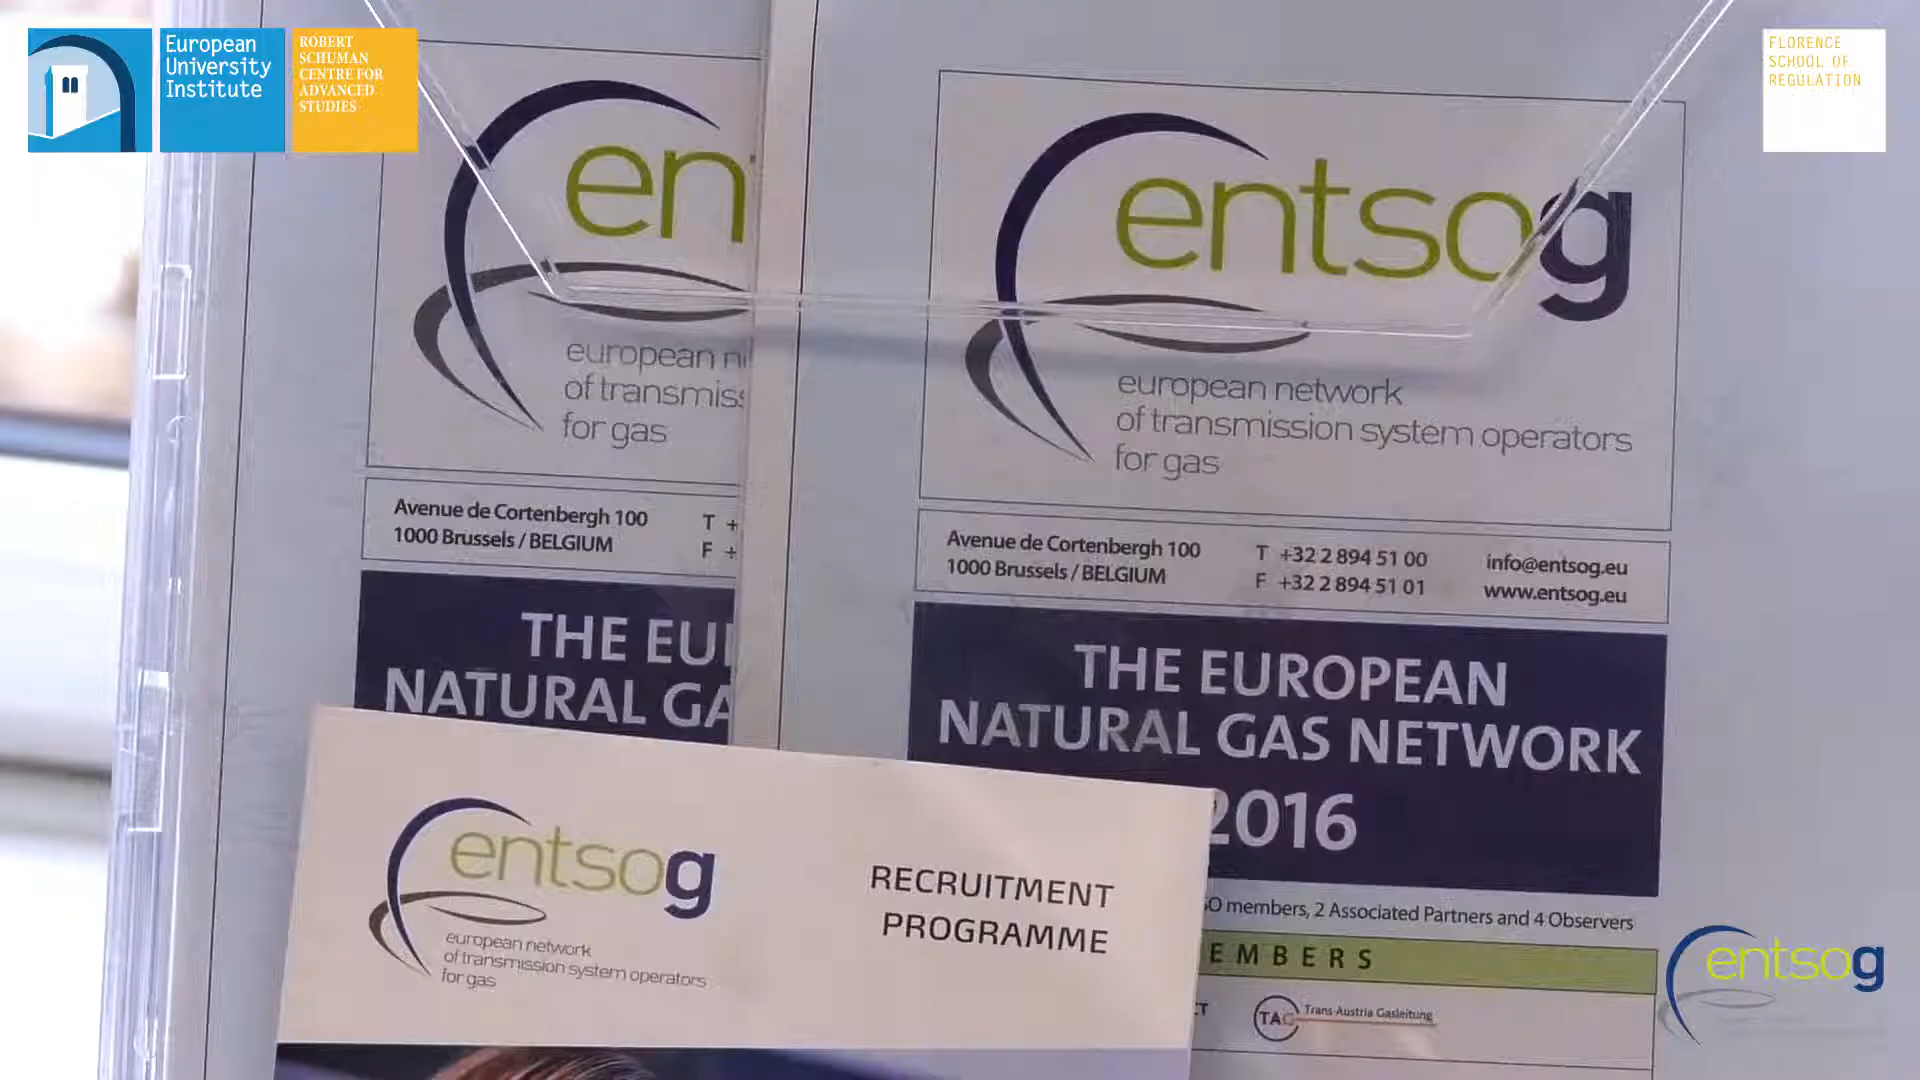 European
University
Institute
ROBERT
SCHUMAN
CENTRE FOR
ADVANCED
STUDIES
FLORENCE
SCHOOL OF
REGULATION
en
european
of transmiss
for gas
Avenue de Cortenbergh 100
1000 Brussels / BELGIUM
T +
F +
THE EU
NATURAL GA
entsog
european network
of transmission system operators
for gas
Avenue de Cortenbergh 100
1000 Brussels / BELGIUM
T +32 2 894 51 00
F +32 2 894 51 01
info@entsog.eu
www.entsog.eu
THE EUROPEAN
NATURAL GAS NETWORK
2016
members, 2 Associated Partners and 4 Observers
EMBERS
TAG Trans Austria Gasleitung
entsog
european network
of transmission system operators
for gas
RECRUITMENT
PROGRAMME
entsog